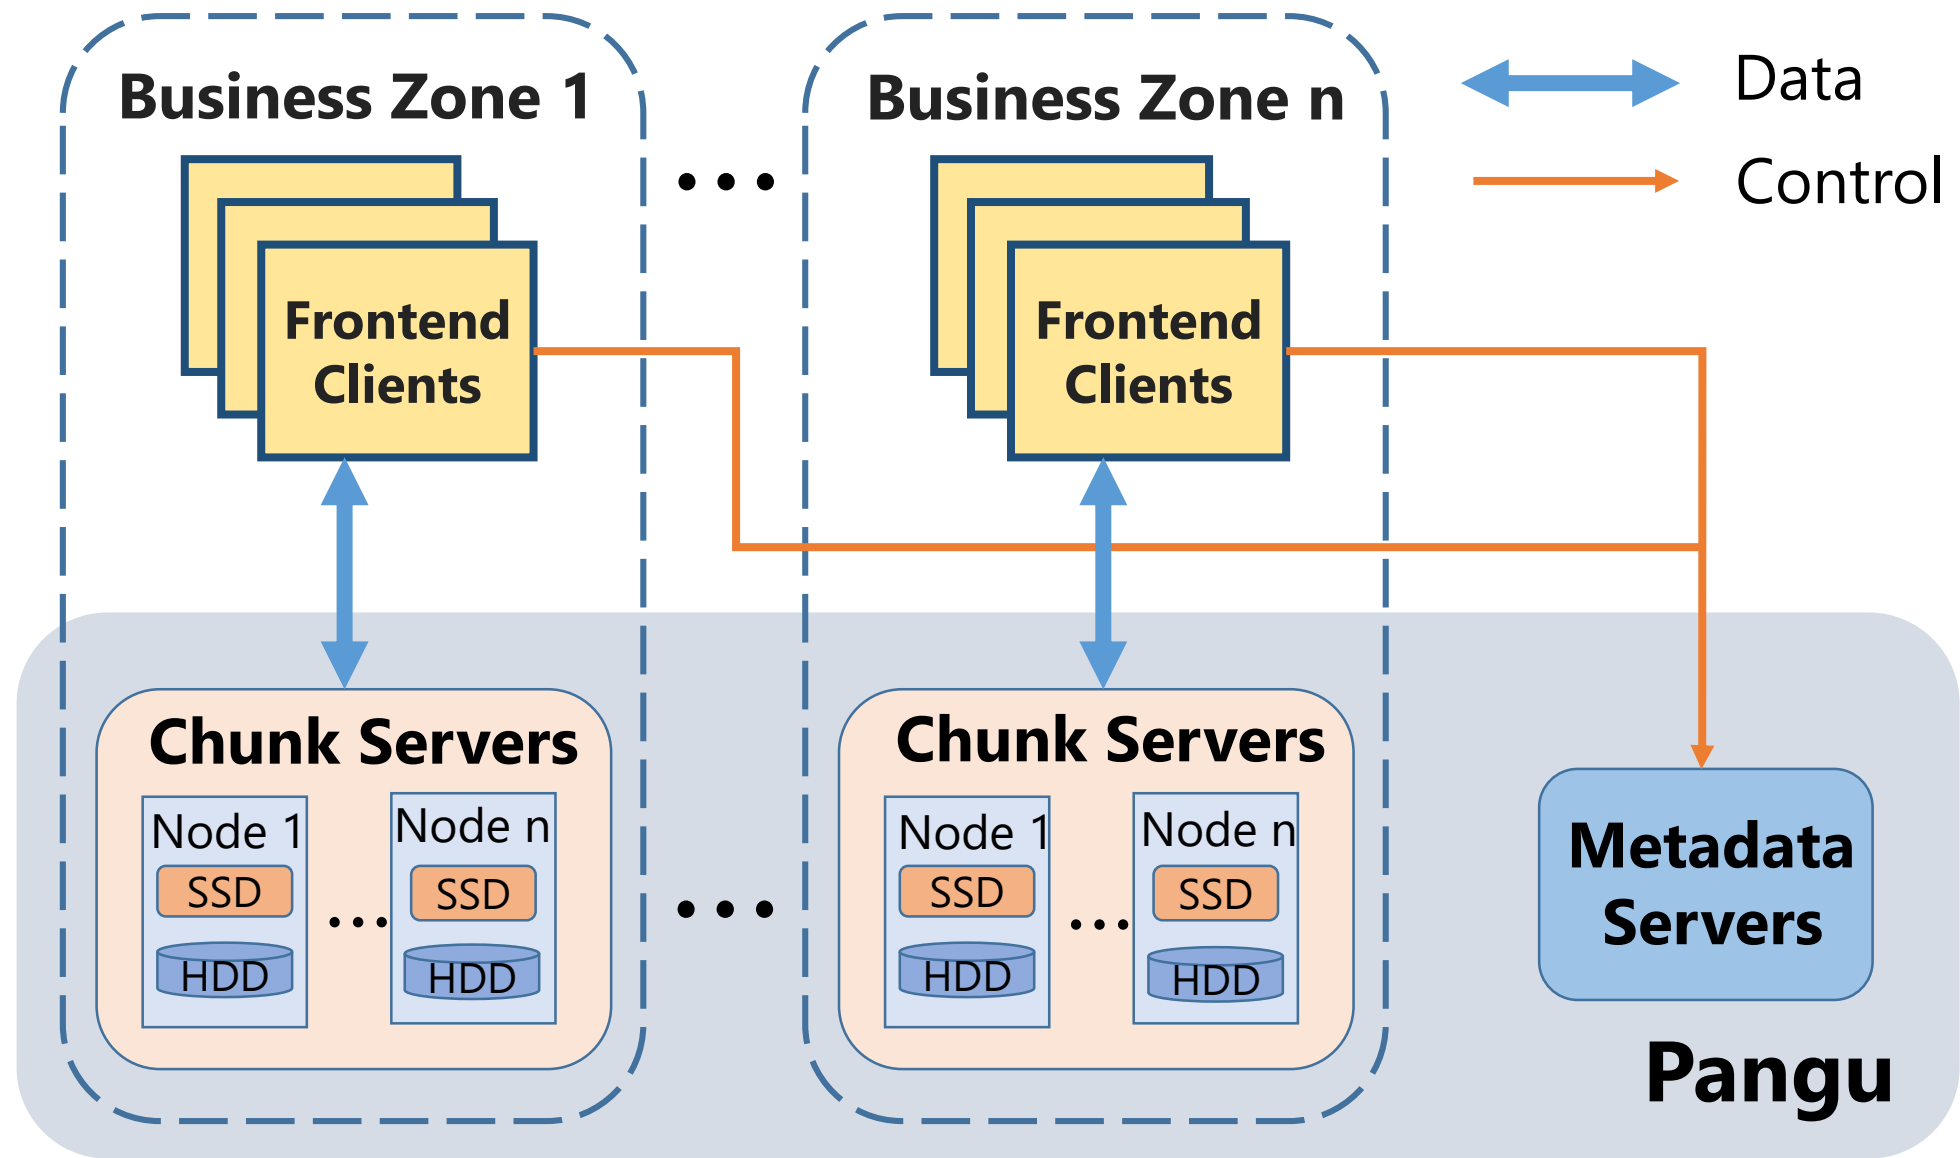 Business Zone 1
Business Zone n
Data
Control
...
Frontend
Clients
Frontend
Clients
Chunk Servers
Node 1
SSD
HDD
...
Node n
SSD
HDD
...
Chunk Servers
Node 1
SSD
HDD
...
Node n
SSD
HDD
Metadata
Servers
Pangu